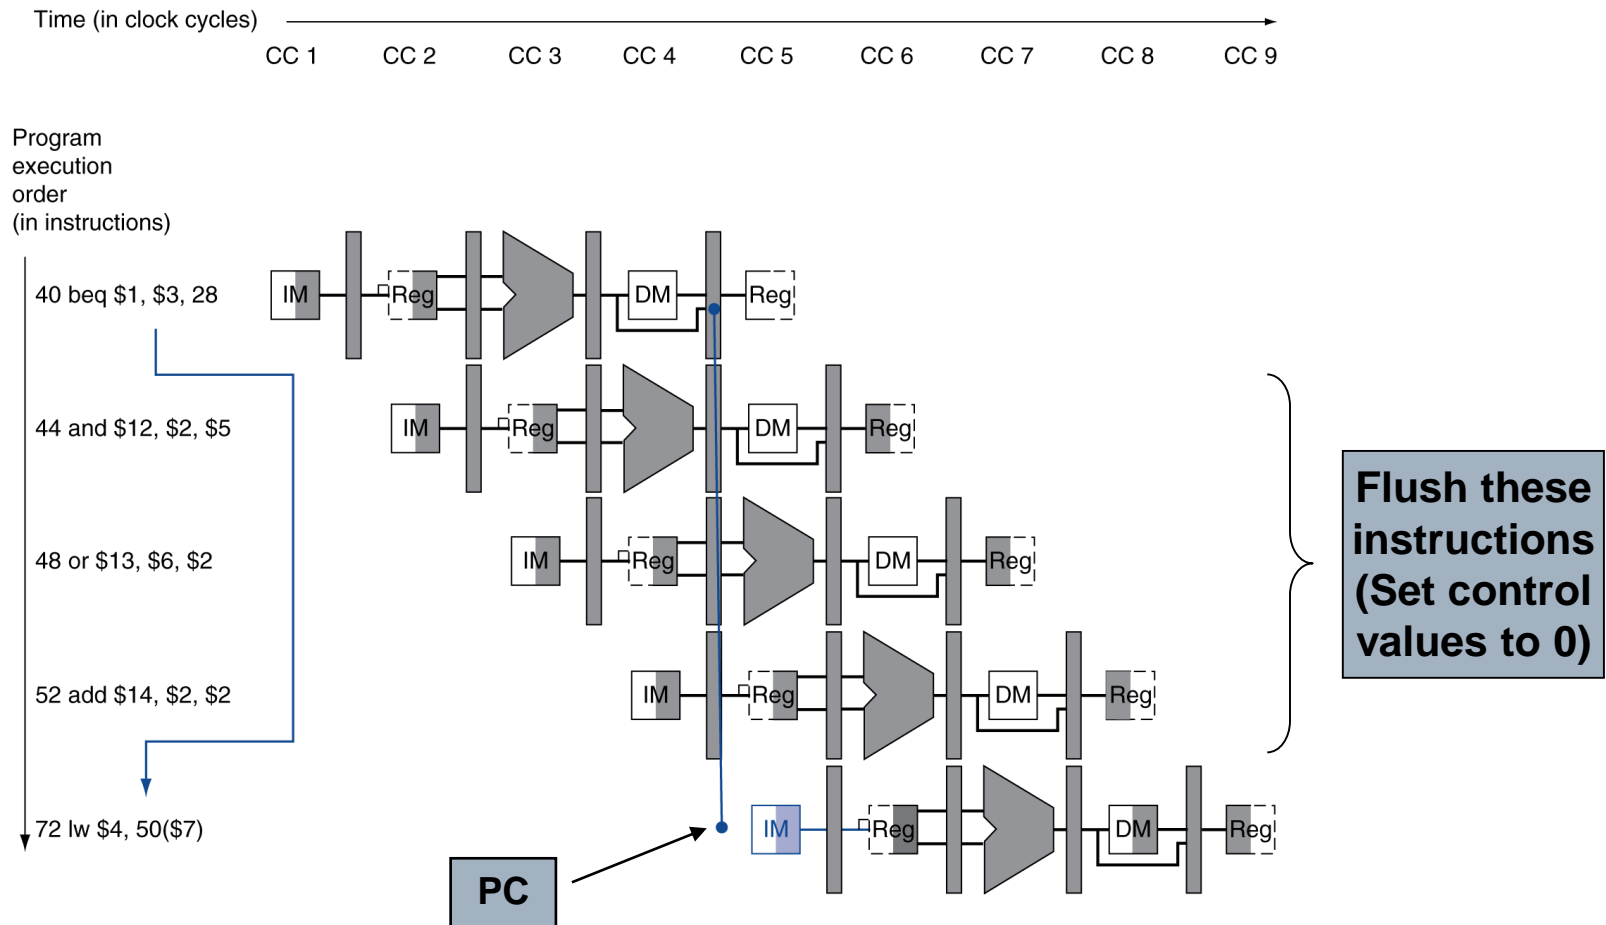 Time (in clock cycles)
CC 1 CC 2 CC 3 CC 4 CC 5 CC 6 CC 7 CC 8 CC 9
Program
execution
order
(in instructions)
40 beq $1, $3, 28
IM Reg DM Reg
44 and $12, $2, $5
IM Reg DM Reg
48 or $13, $6, $2
IM Reg DM Reg
52 add $14, $2, $2
IM Reg DM Reg
72 lw $4, 50($7)
IM Reg DM Reg
Flush these
instructions
(Set control
values to 0)
PC